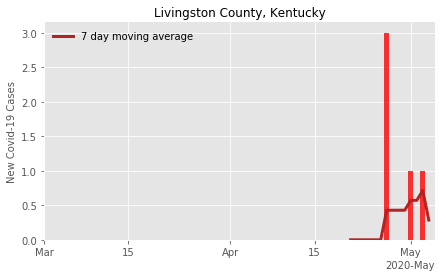 Livingston County, Kentucky
7 day moving average
New Covid-19 Cases
3.0
2.5
2.0
1.5
1.0
0.5
0.0
Mar 15 Apr 15 May
2020-May